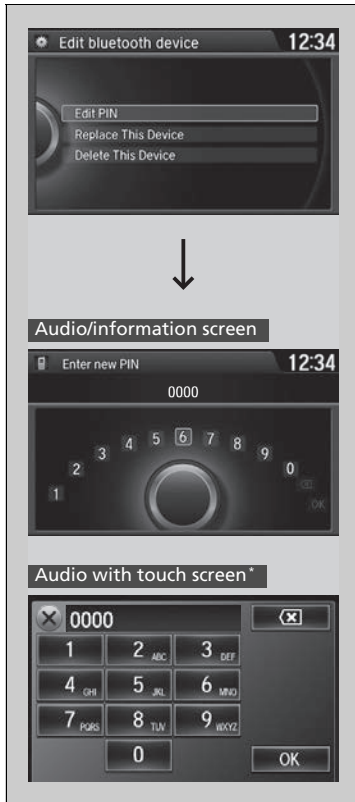 Edit bluetooth device 12:34
Edit PIN
Replace This Device
Delete This Device
Audio/information screen
Enter new PIN 12:34
0000
1 2 3 4 5 6 7 8 9 0
OK
Audio with touch screen*
0000
1 2 ABC 3 DEF
4 GHI 5 JKL 6 MNO
7 PQRS 8 TUV 9 WXYZ
0 OK